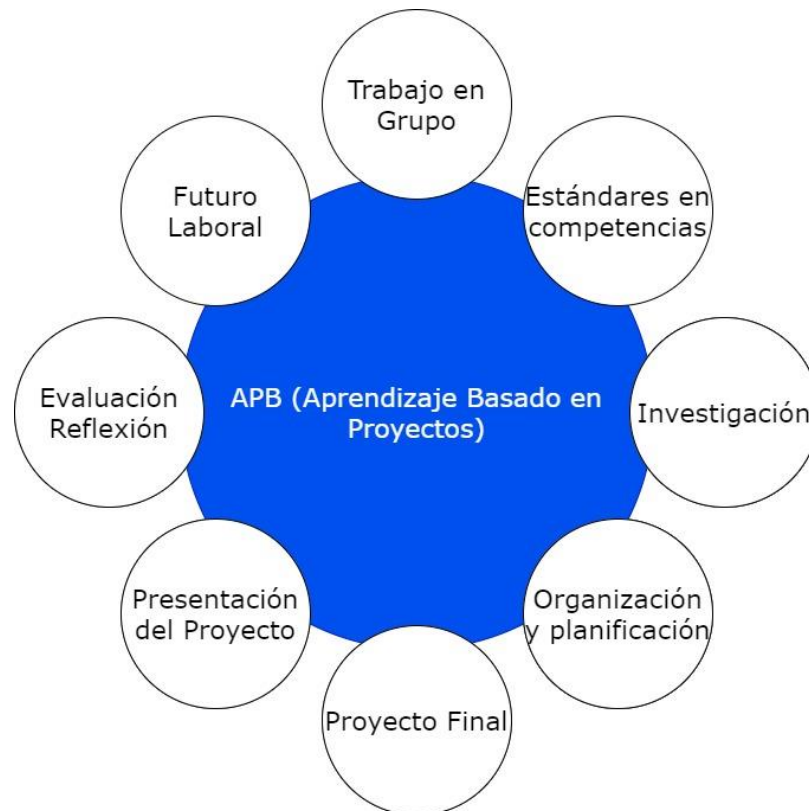 Trabajo en
Grupo
Estándares en
competencias
Investigación
Organización
y planificación
Proyecto Final
Presentación
del Proyecto
Evaluación
Reflexión
Futuro
Laboral
APB (Aprendizaje Basado en
Proyectos)